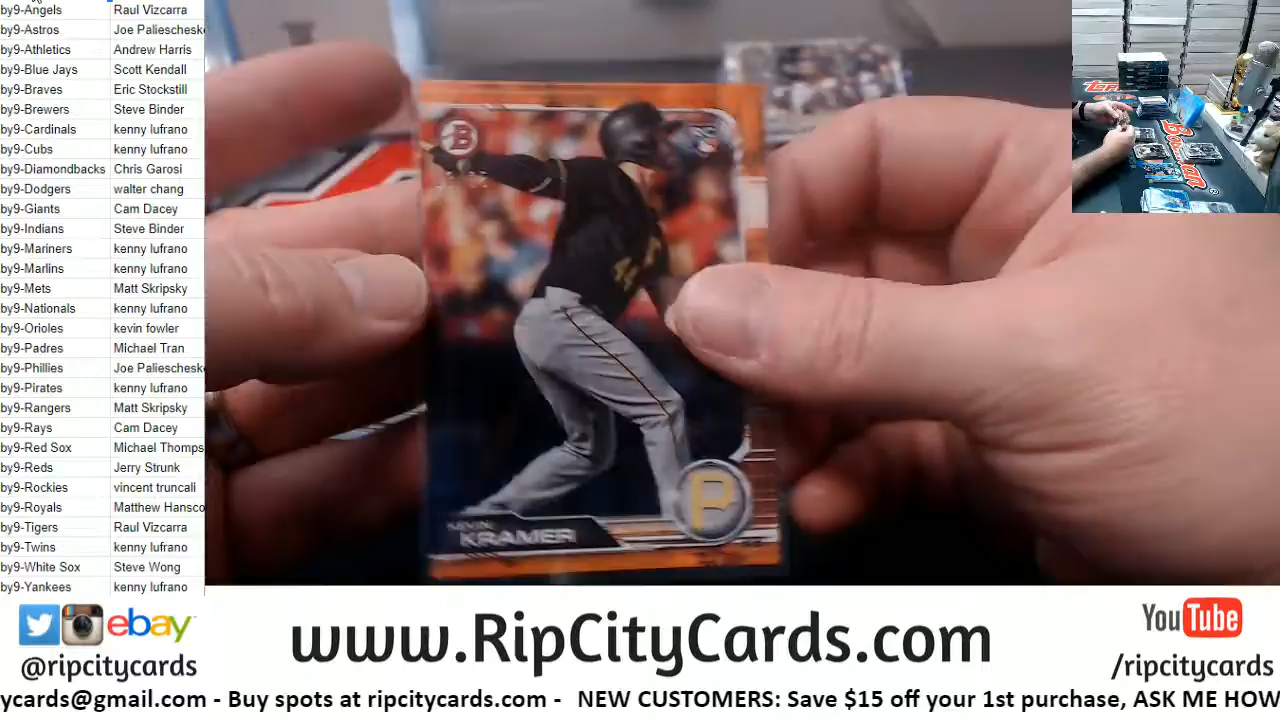 by9-Angels Raul Vizcarra
by9-Astros Joe Palieschesk
by9-Athletics Andrew Harris
by9-Blue Jays Scott Kendall
by9-Braves Eric Stockstill
by9-Brewers Steve Binder
by9-Cardinals kenny lufrano
by9-Cubs kenny lufrano
by9-Diamondbacks Chris Garosi
by9-Dodgers walter chang
by9-Giants Cam Dacey
by9-Indians Steve Binder
by9-Mariners kenny lufrano
by9-Marlins kenny lufrano
by9-Mets Matt Skripsky
by9-Nationals kenny lufrano
by9-Orioles kevin fowler
by9-Padres Michael Tran
by9-Phillies Joe Palieschesk
by9-Pirates kenny lufrano
by9-Rangers Matt Skripsky
by9-Rays Cam Dacey
by9-Red Sox Michael Thomps
by9-Reds Jerry Strunk
by9-Rockies vincent truncali
by9-Royals Matthew Hansco
by9-Tigers Raul Vizcarra
by9-Twins kenny lufrano
by9-White Sox Steve Wong
by9-Yankees kenny lufrano
B
RC
P
KEVIN
KRAMER
Bowman
ebay
@ripcitycards
www.RipCityCards.com
YouTube
/ripcitycards
ycards@gmail.com - Buy spots at ripcitycards.com - NEW CUSTOMERS: Save $15 off your 1st purchase, ASK ME HOW